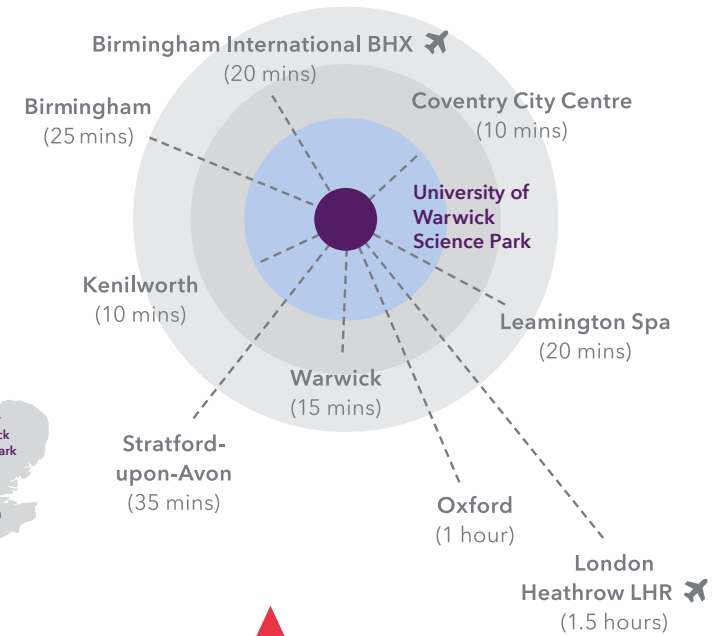 Birmingham International BHX
(20 mins)
Birmingham
(25 mins)
Coventry City Centre
(10 mins)
University of
Warwick
Science Park
Kenilworth
(10 mins)
Leamington Spa
(20 mins)
Warwick
(15 mins)
Stratford-
upon-Avon
(35 mins)
Oxford
(1 hour)
London
Heathrow LHR
(1.5 hours)
ck
ark